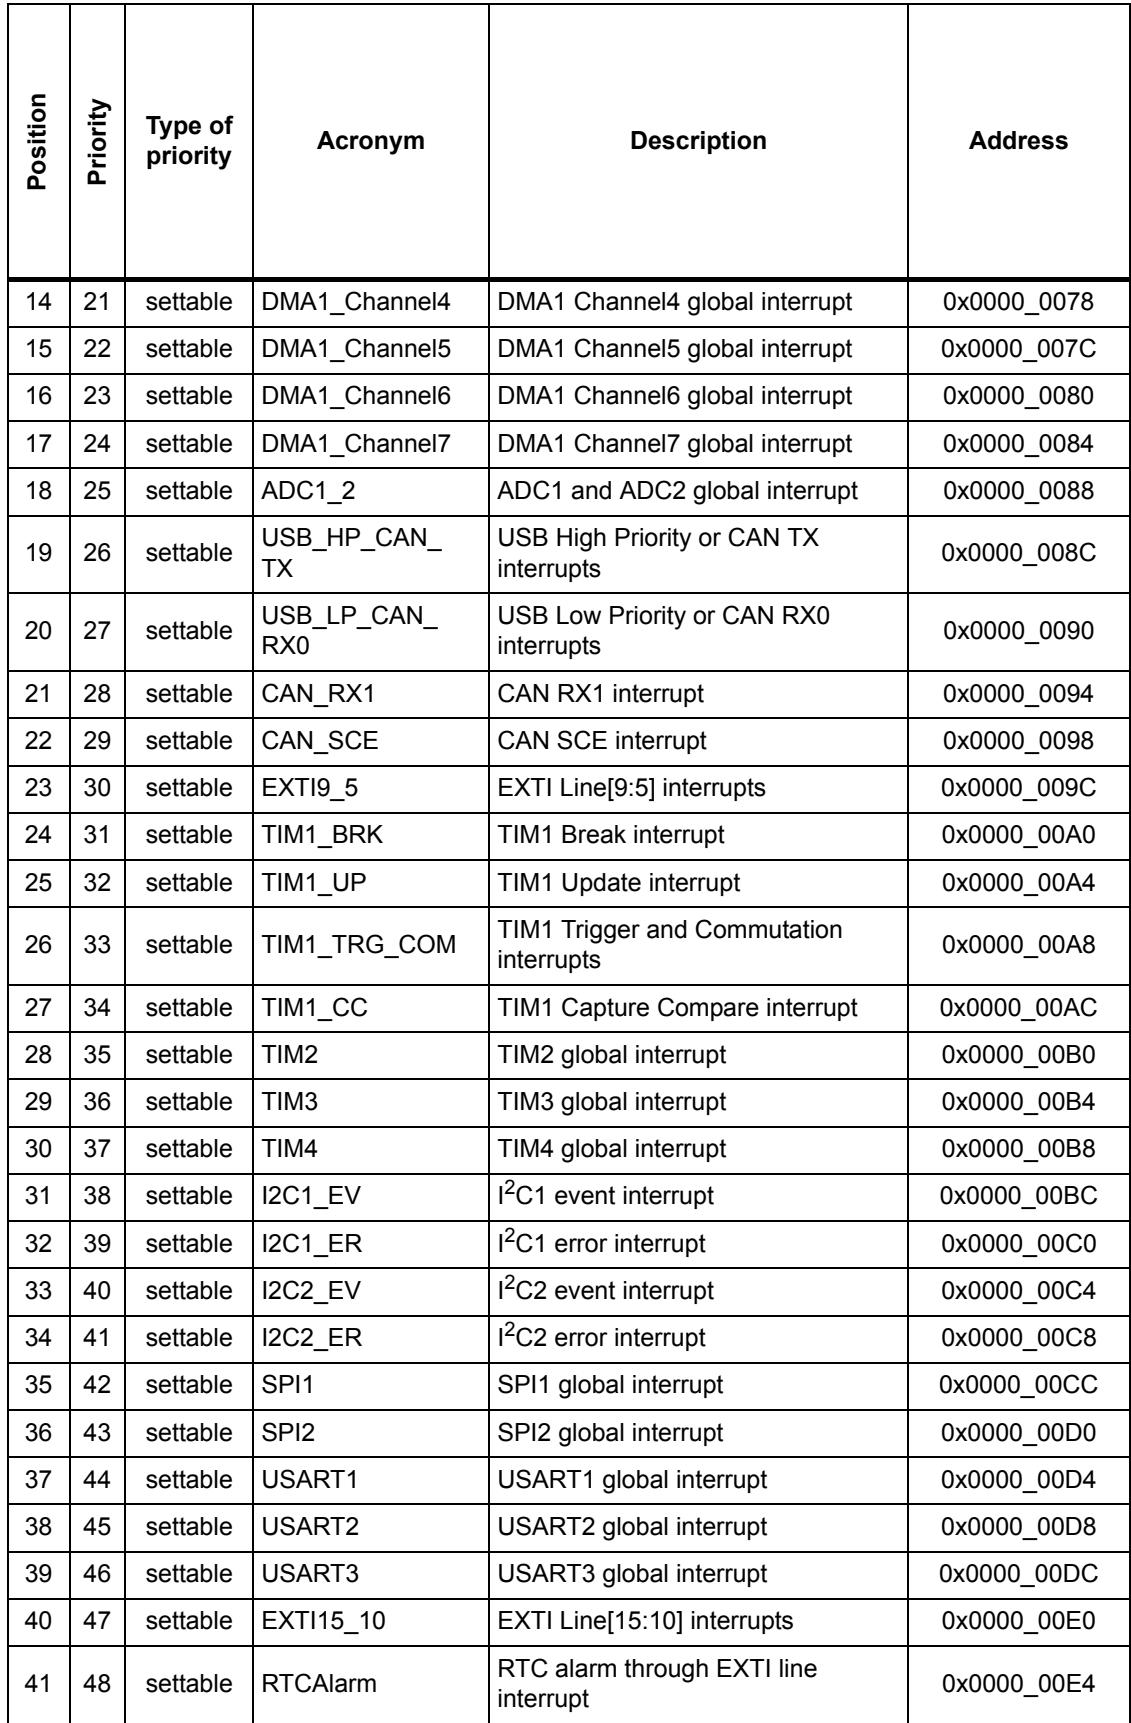 Position Priority Type of priority Acronym Description Address
14 21 settable DMA1_Channel4 DMA1 Channel4 global interrupt 0x0000_0078
15 22 settable DMA1_Channel5 DMA1 Channel5 global interrupt 0x0000_007C
16 23 settable DMA1_Channel6 DMA1 Channel6 global interrupt 0x0000_0080
17 24 settable DMA1_Channel7 DMA1 Channel7 global interrupt 0x0000_0084
18 25 settable ADC1_2 ADC1 and ADC2 global interrupt 0x0000_0088
19 26 settable USB_HP_CAN_TX USB High Priority or CAN TX interrupts 0x0000_008C
20 27 settable USB_LP_CAN_RX0 USB Low Priority or CAN RX0 interrupts 0x0000_0090
21 28 settable CAN_RX1 CAN RX1 interrupt 0x0000_0094
22 29 settable CAN_SCE CAN SCE interrupt 0x0000_0098
23 30 settable EXTI9_5 EXTI Line[9:5] interrupts 0x0000_009C
24 31 settable TIM1_BRK TIM1 Break interrupt 0x0000_00A0
25 32 settable TIM1_UP TIM1 Update interrupt 0x0000_00A4
26 33 settable TIM1_TRG_COM TIM1 Trigger and Commutation interrupts 0x0000_00A8
27 34 settable TIM1_CC TIM1 Capture Compare interrupt 0x0000_00AC
28 35 settable TIM2 TIM2 global interrupt 0x0000_00B0
29 36 settable TIM3 TIM3 global interrupt 0x0000_00B4
30 37 settable TIM4 TIM4 global interrupt 0x0000_00B8
31 38 settable I2C1_EV I²C1 event interrupt 0x0000_00BC
32 39 settable I2C1_ER I²C1 error interrupt 0x0000_00C0
33 40 settable I2C2_EV I²C2 event interrupt 0x0000_00C4
34 41 settable I2C2_ER I²C2 error interrupt 0x0000_00C8
35 42 settable SPI1 SPI1 global interrupt 0x0000_00CC
36 43 settable SPI2 SPI2 global interrupt 0x0000_00D0
37 44 settable USART1 USART1 global interrupt 0x0000_00D4
38 45 settable USART2 USART2 global interrupt 0x0000_00D8
39 46 settable USART3 USART3 global interrupt 0x0000_00DC
40 47 settable EXTI15_10 EXTI Line[15:10] interrupts 0x0000_00E0
41 48 settable RTCAlarm RTC alarm through EXTI line interrupt 0x0000_00E4